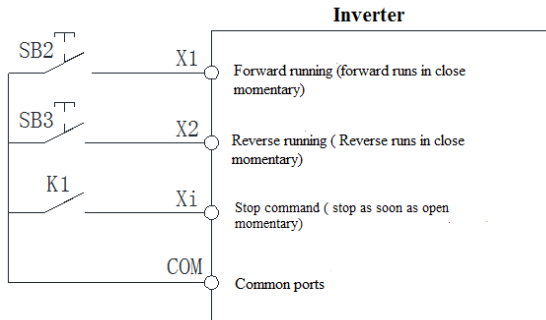 Inverter
SB2
X1
Forward running (forward runs in close
momentary)
SB3
X2
Reverse running ( Reverse runs in close
momentary)
K1
Xi
Stop command ( stop as soon as open
momentary)
COM
Common ports